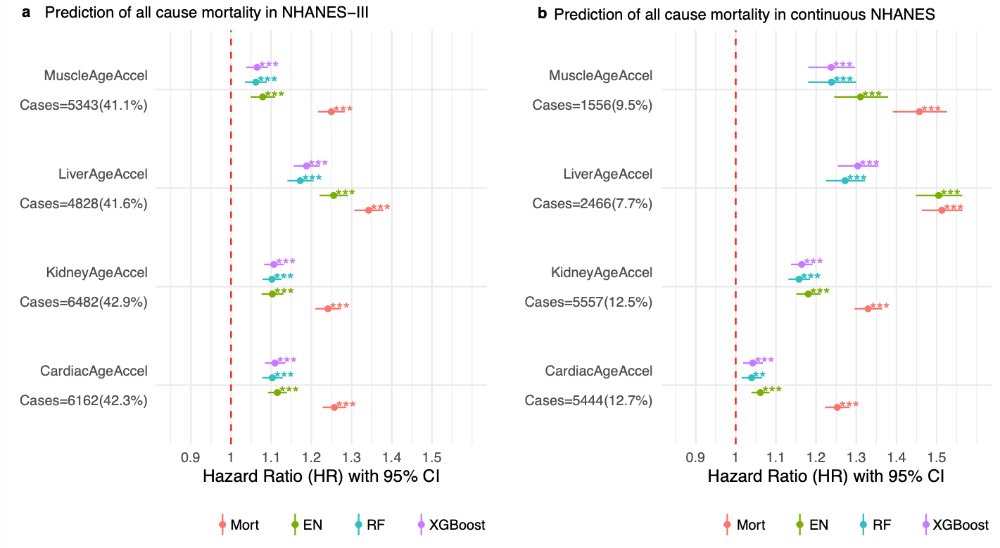 a Prediction of all cause mortality in NHANES−III
MuscleAgeAccel
***
***
***
Cases=5343(41.1%)
***
LiverAgeAccel
***
***
***
Cases=4828(41.6%)
***
KidneyAgeAccel
***
***
***
Cases=6482(42.9%)
***
CardiacAgeAccel
***
***
***
Cases=6162(42.3%)
***
0.9 1 1.1 1.2 1.3 1.4 1.5
Hazard Ratio (HR) with 95% CI
Mort EN RF XGBoost
b Prediction of all cause mortality in continuous NHANES
MuscleAgeAccel
***
***
***
Cases=1556(9.5%)
***
LiverAgeAccel
***
***
***
Cases=2466(7.7%)
***
KidneyAgeAccel
***
***
***
Cases=5557(12.5%)
***
CardiacAgeAccel
***
**
***
Cases=5444(12.7%)
***
0.9 1 1.1 1.2 1.3 1.4 1.5
Hazard Ratio (HR) with 95% CI
Mort EN RF XGBoost